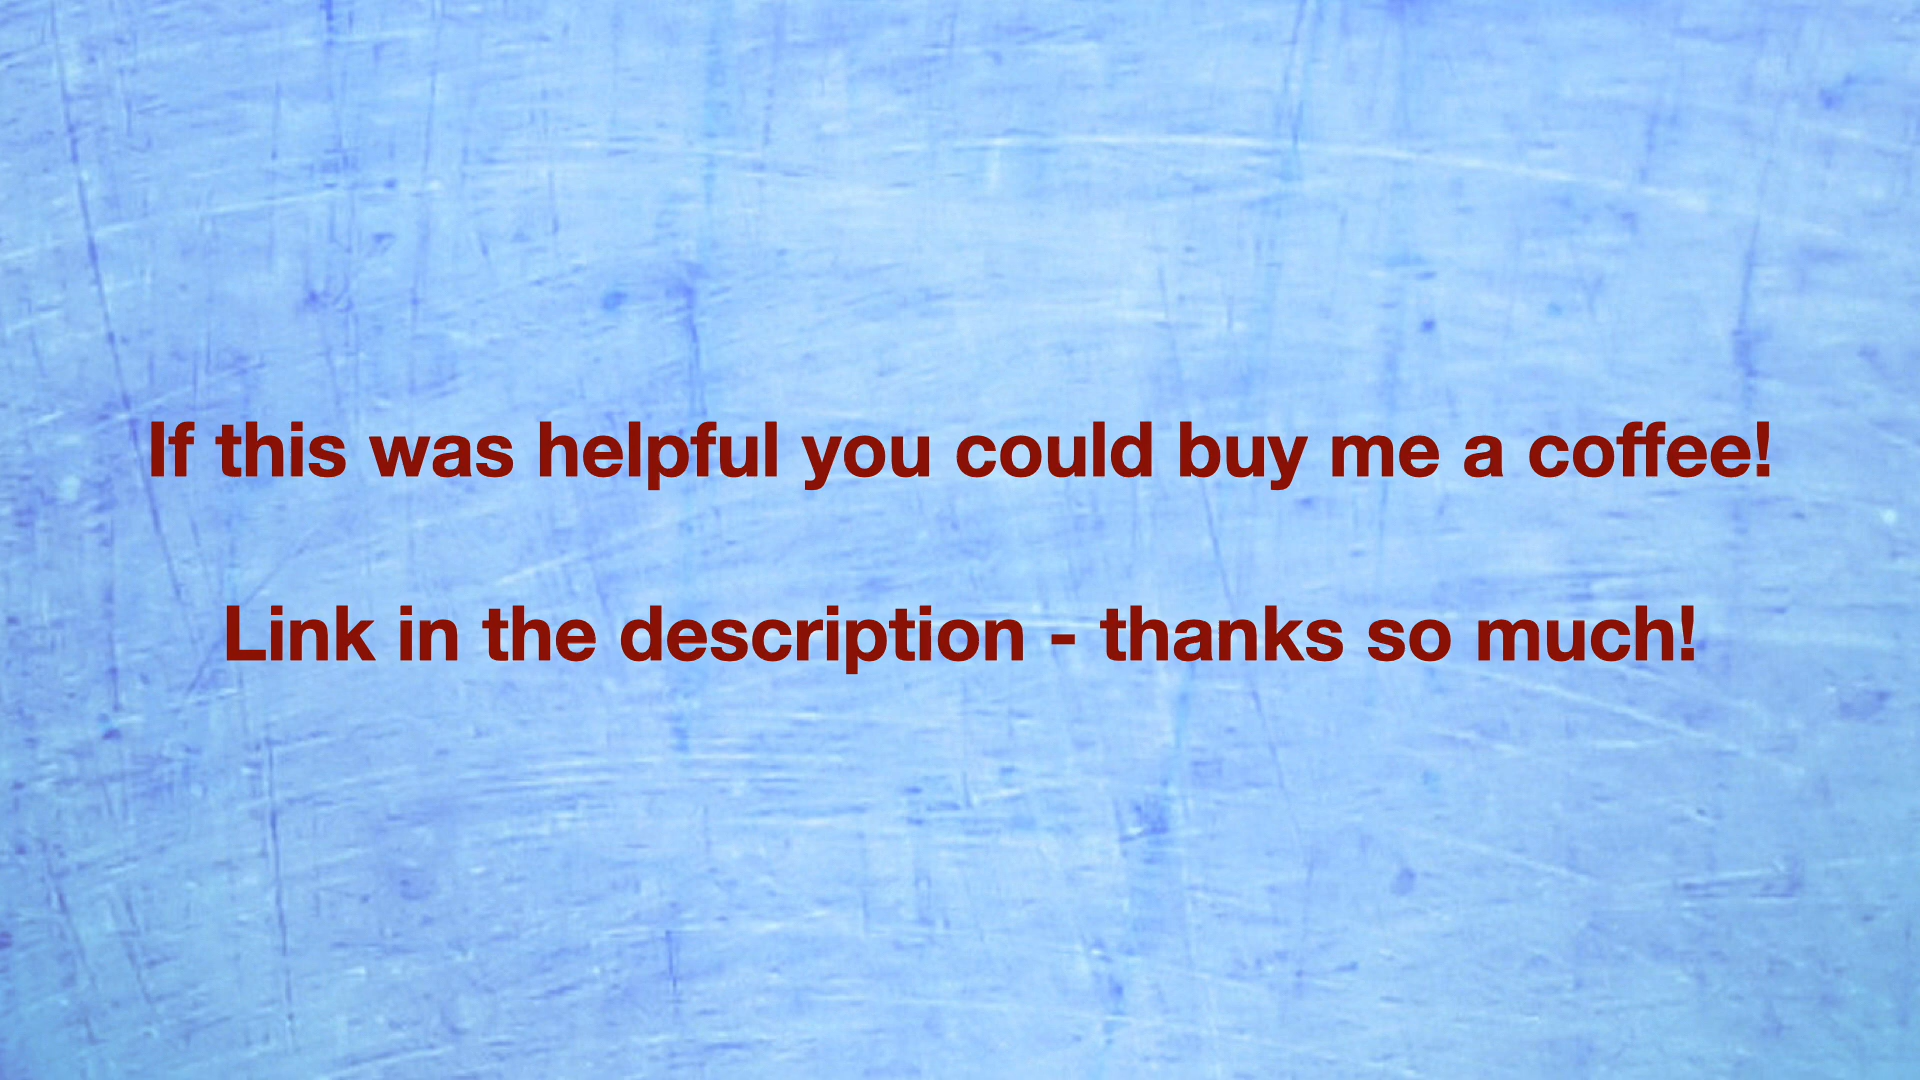 If this was helpful you could buy me a coffee!
Link in the description - thanks so much!